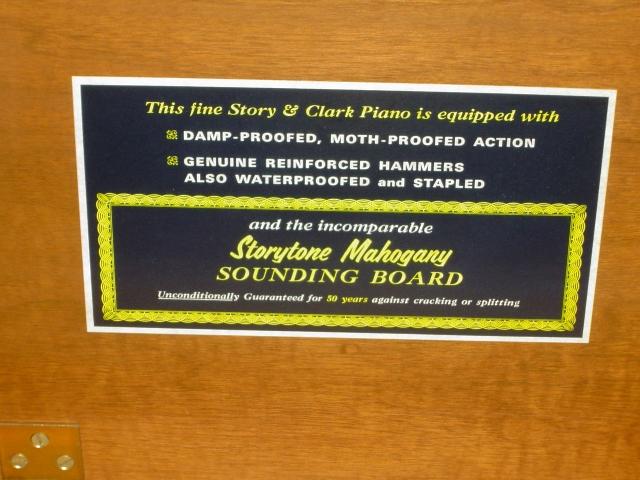 This fine Story & Clark Piano is equipped with
DAMP-PROOFED, MOTH-PROOFED ACTION
GENUINE REINFORCED HAMMERS
ALSO WATERPROOFED and STAPLED
and the incomparable
Storytone Mahogany
SOUNDING BOARD
Unconditionally Guaranteed for 50 years against cracking or splitting